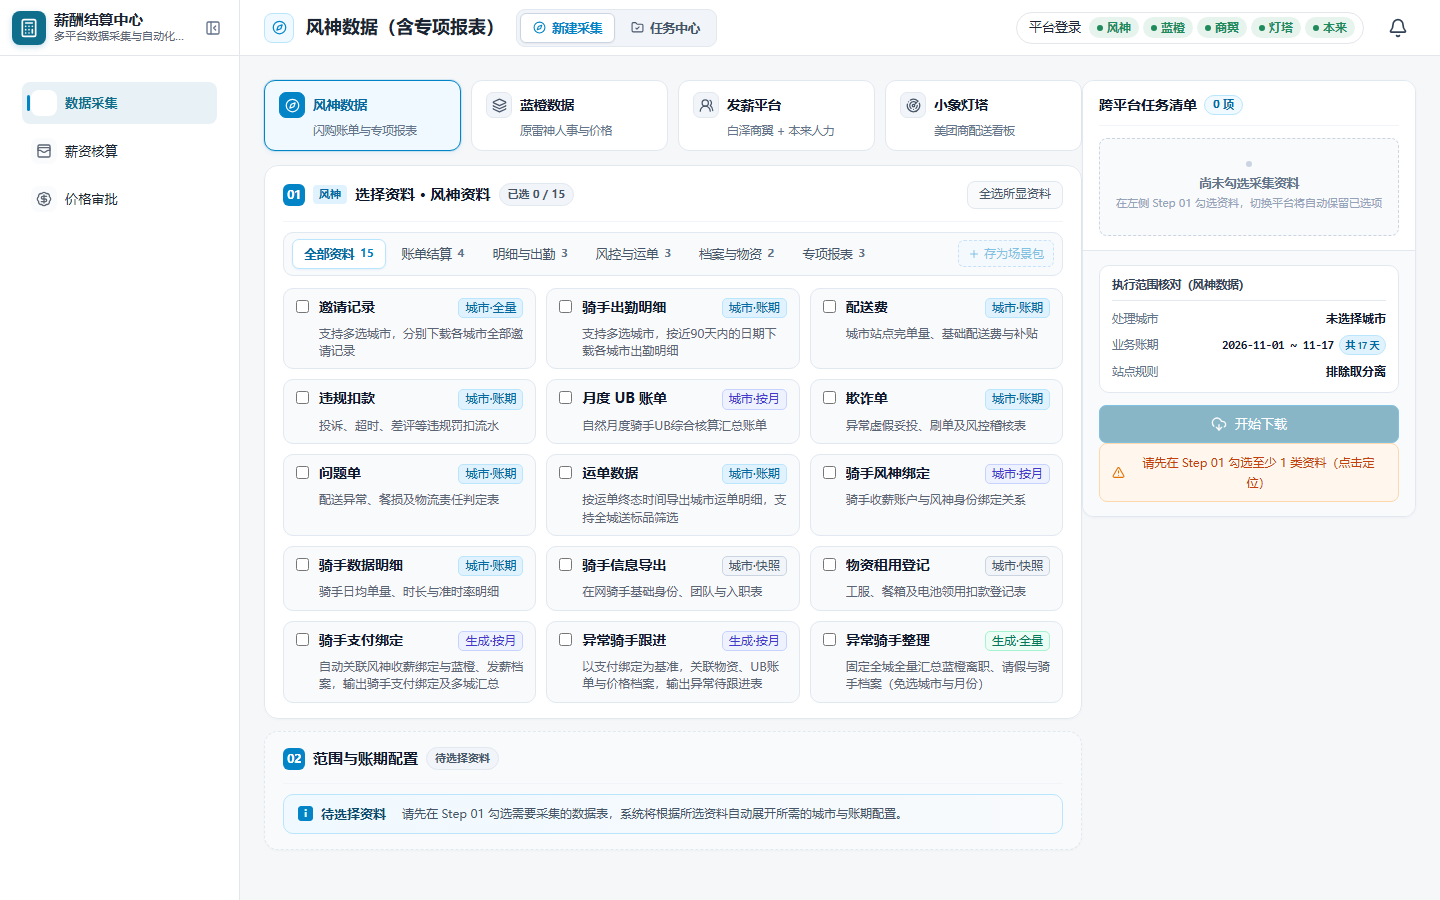 薪酬结算中心
多平台数据采集与自动化...
数据采集
薪资核算
价格审批
风神数据（含专项报表）
新建采集
任务中心
平台登录
风神
蓝橙
商翼
灯塔
本来
风神数据
闪购账单与专项报表
蓝橙数据
原雷神人事与价格
发薪平台
白泽商翼 + 本来人力
小象灯塔
美团商配送看板
01 风神 选择资料 • 风神资料 已选 0 / 15
全选所显资料
全部资料 15
账单结算 4
明细与出勤 3
风控与运单 3
档案与物资 2
专项报表 3
+ 存为场景包
邀请记录 城市·全量
支持多选城市，分别下载各城市全部邀
请记录
骑手出勤明细 城市·账期
支持多选城市，按近90天内的日期下
载各城市出勤明细
配送费 城市·账期
城市站点完单量、基础配送费与补贴
违规扣款 城市·账期
投诉、超时、差评等违规罚扣流水
月度 UB 账单 城市·按月
自然月度骑手UB综合核算汇总账单
欺诈单 城市·账期
异常虚假妥投、刷单及风控稽核表
问题单 城市·账期
配送异常、餐损及物流责任判定表
运单数据 城市·账期
按运单终态时间导出城市运单明细，支
持全城送标品筛选
骑手风神绑定 城市·按月
骑手收薪账户与风神身份绑定关系
骑手数据明细 城市·账期
骑手日均单量、时长与准时率明细
骑手信息导出 城市·快照
在网骑手基础身份、团队与入职表
物资租用登记 城市·快照
工服、餐箱及电池领用扣款登记表
骑手支付绑定 生成·按月
自动关联风神收薪绑定与蓝橙、发薪档
案，输出骑手支付绑定及多城汇总
异常骑手跟进 生成·按月
以支付绑定为基准，关联物资、UB账
单与价格档案，输出异常待跟进表
异常骑手整理 生成·全量
固定全城全量汇总蓝橙离职、请假与骑
手档案（免选城市与月份）
02 范围与账期配置 待选择资料
待选择资料 请先在 Step 01 勾选需要采集的数据表，系统将根据所选资料自动展开所需的城市与账期配置。
跨平台任务清单 0 项
尚未勾选采集资料
在左侧 Step 01 勾选资料，切换平台将自动保留已选项
执行范围核对（风神数据）
处理城市 未选择城市
业务账期 2026-11-01 ~ 11-17 共 17 天
站点规则 排除取分离
开始下载
请先在 Step 01 勾选至少 1 类资料（点击定
位）